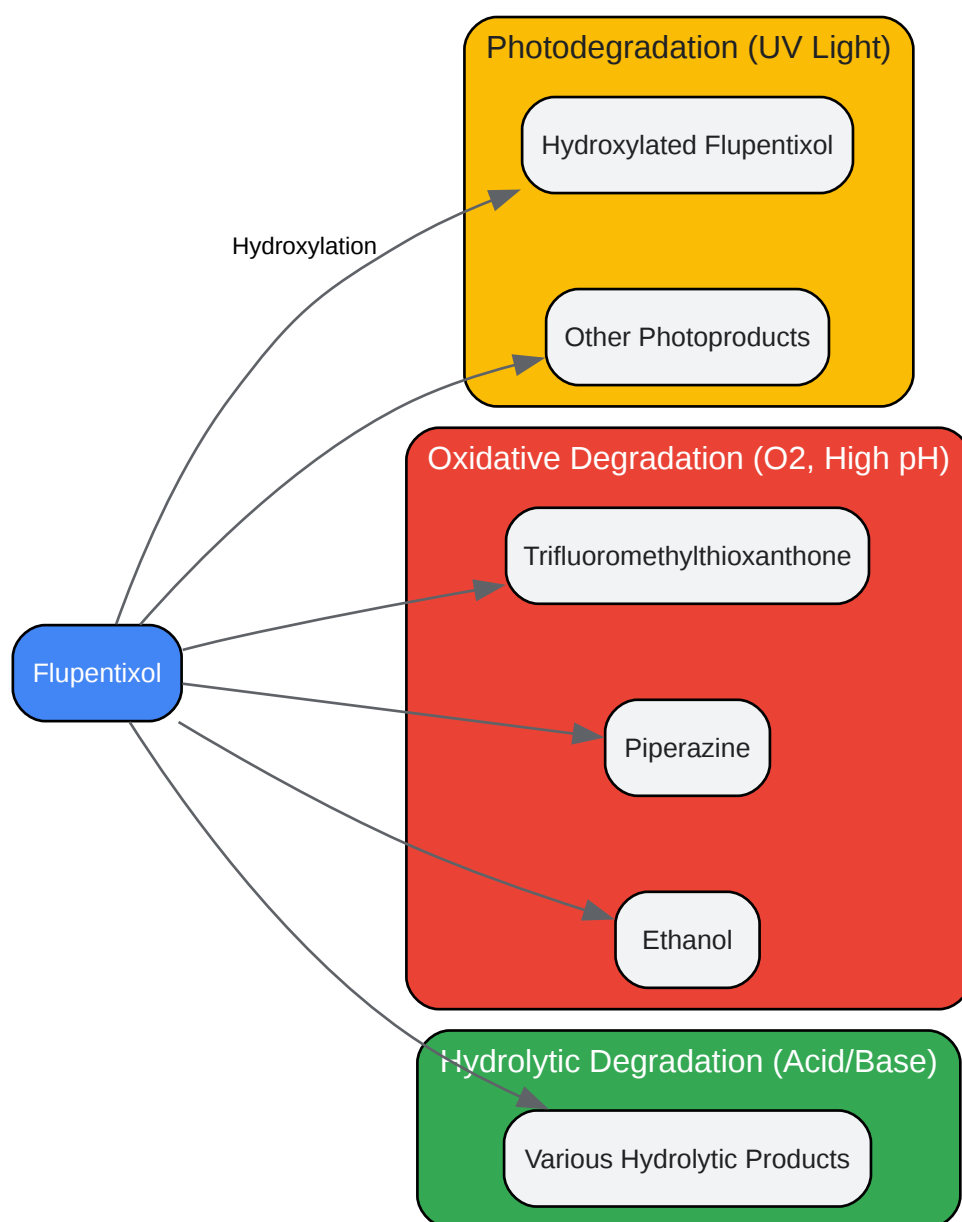 Photodegradation (UV Light)
Hydroxylated Flupentixol
Hydroxylation
Other Photoproducts
Oxidative Degradation (O2, High pH)
Trifluoromethylthioxanthone
Flupentixol
Piperazine
Ethanol
Hydrolytic Degradation (Acid/Base)
Various Hydrolytic Products